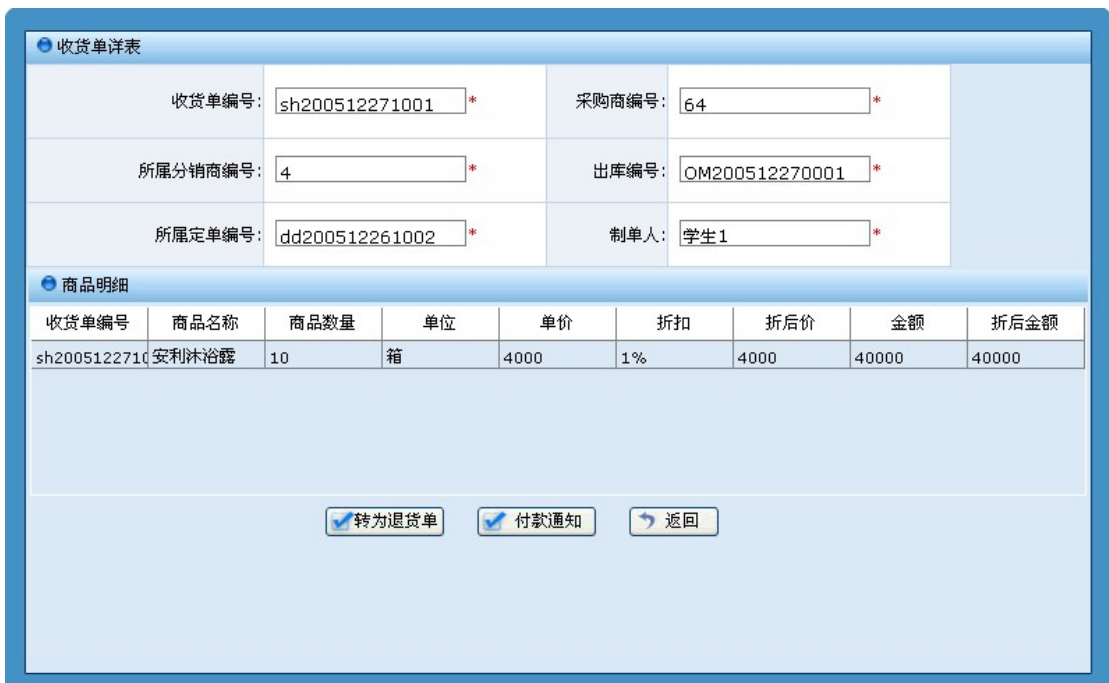 收货单详表
收货单编号: sh200512271001 * 采购商编号: 64 *
所属分销商编号: 4 * 出库编号: OM200512270001 *
所属定单编号: dd200512261002 * 制单人: 学生1 *
商品明细
收货单编号 商品名称 商品数量 单位 单价 折扣 折后价 金额 折后金额
sh2005122710 安利沐浴露 10 箱 4000 1% 4000 40000 40000
转为退货单 付款通知 返回